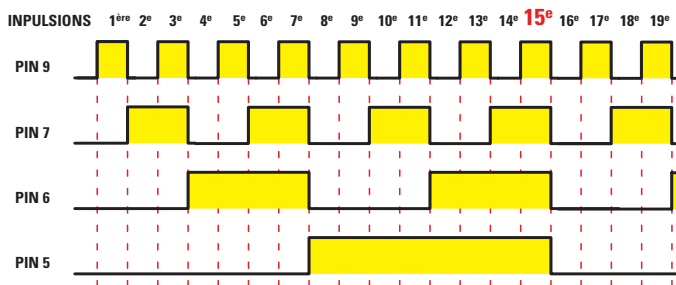 INPULSIONS 1ère 2e 3e 4e 5e 6e 7e 8e 9e 10e 11e 12e 13e 14e 15e 16e 17e 18e 19e
PIN 9
PIN 7
PIN 6
PIN 5